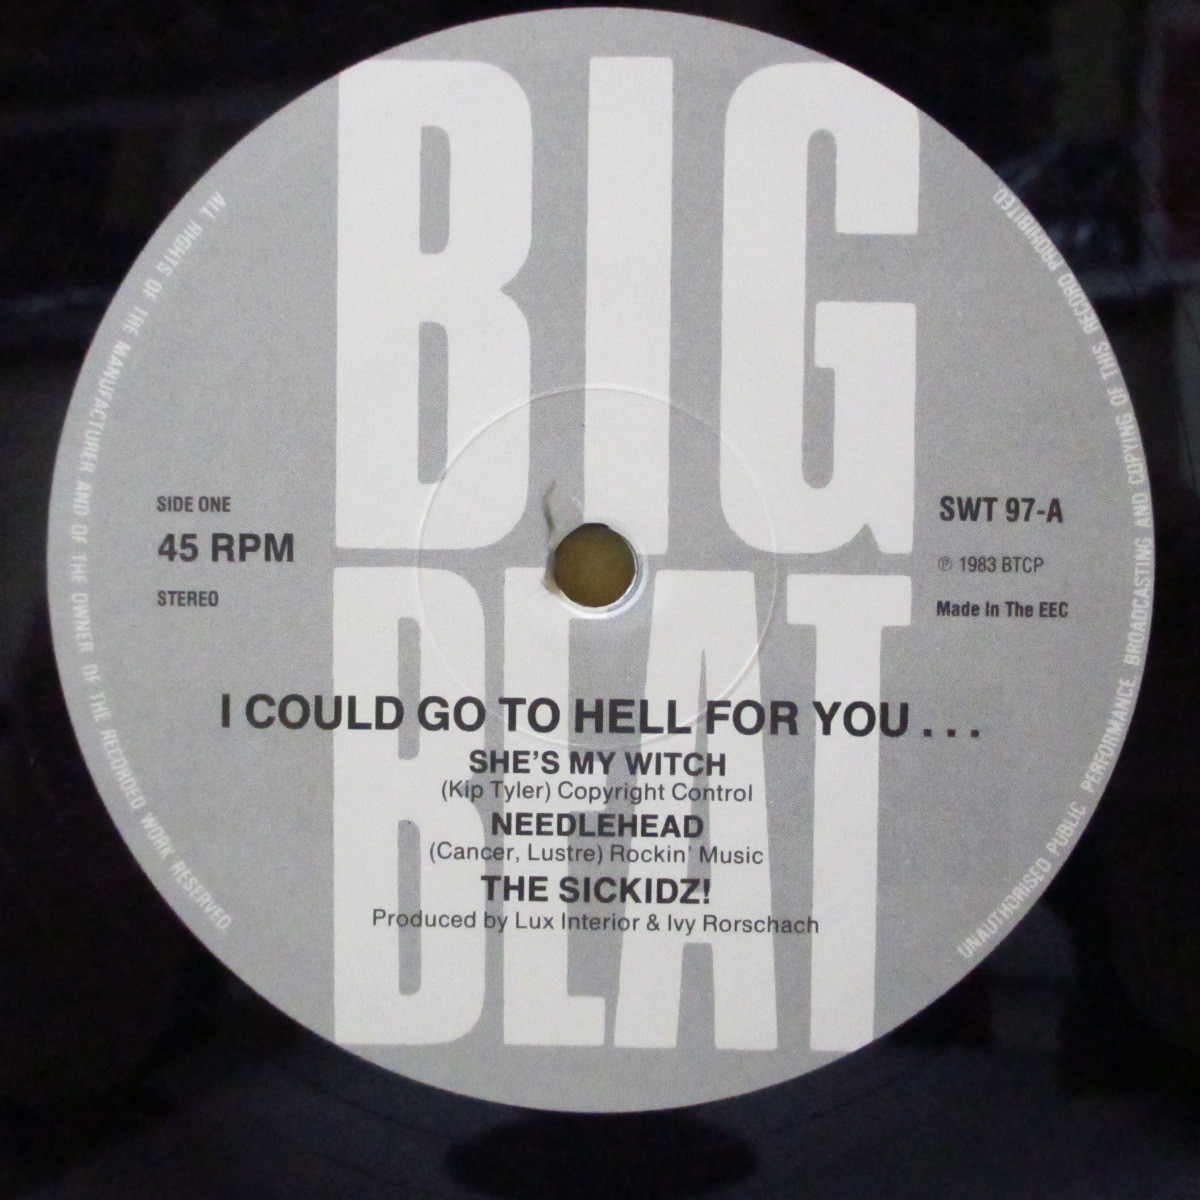 BIG
BEAT
SIDE ONE
45 RPM
STEREO
SWT 97-A
℗ 1983 BTCP
Made In The EEC
I COULD GO TO HELL FOR YOU . . .
SHE'S MY WITCH
(Kip Tyler) Copyright Control
NEEDLEHEAD
(Cancer, Lustre) Rockin' Music
THE SICKIDZ!
Produced by Lux Interior & Ivy Rorschach
ALL RIGHTS OF THE MANUFACTURER AND OF THE OWNER OF THE RECORDED WORK RESERVED
UNAUTHORISED PUBLIC PERFORMANCE, BROADCASTING AND COPYING OF THIS RECORD PROHIBITED.